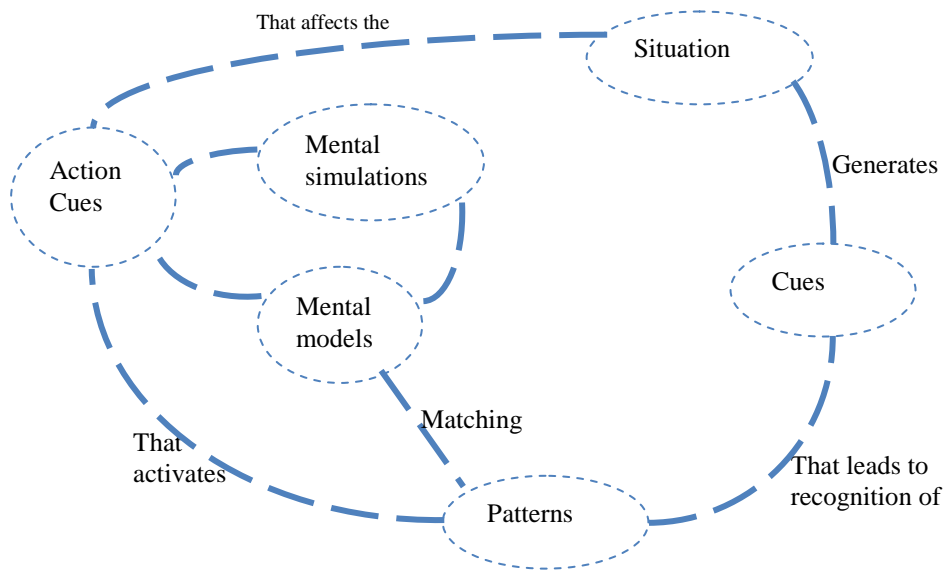 That affects the
Situation
Mental
simulations
Action
Cues
Generates
Cues
Mental
models
Matching
That
activates
That leads to
recognition of
Patterns